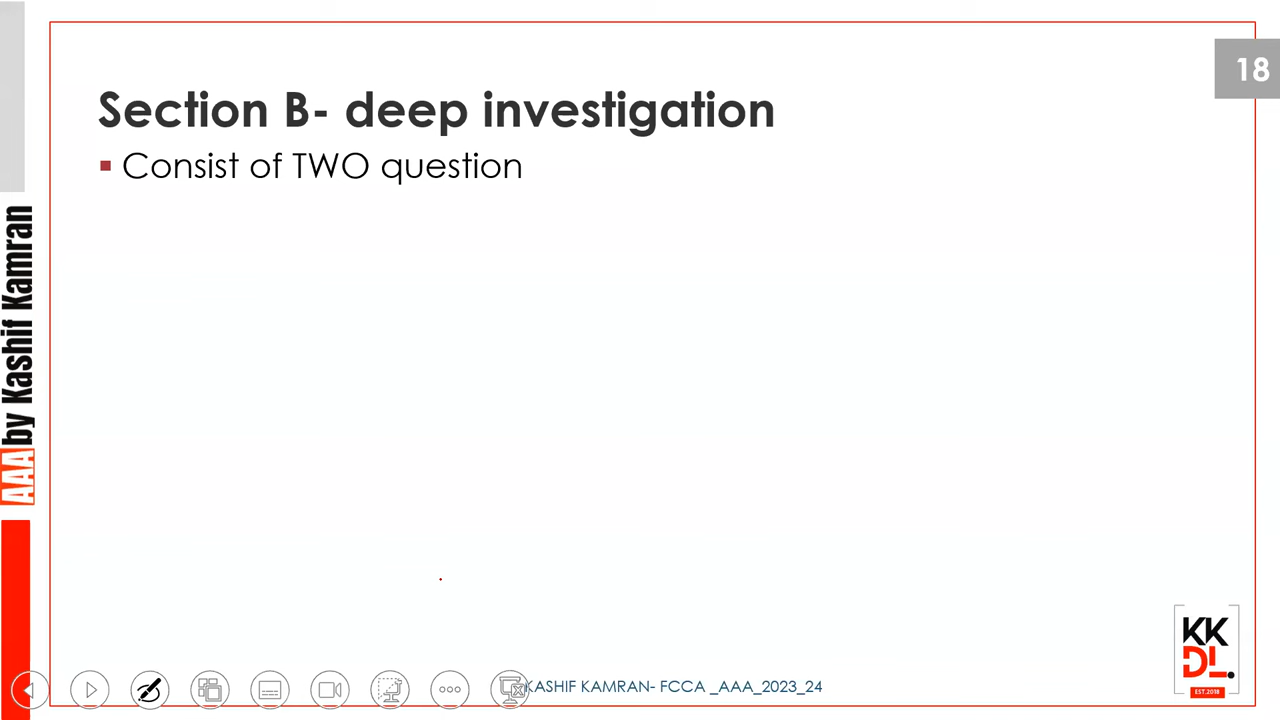 18
Section B- deep investigation
Consist of TWO question
AAA by Kashif Kamran
KASHIF KAMRAN- FCCA _AAA_2023_24
KK
DL.
EST.2018